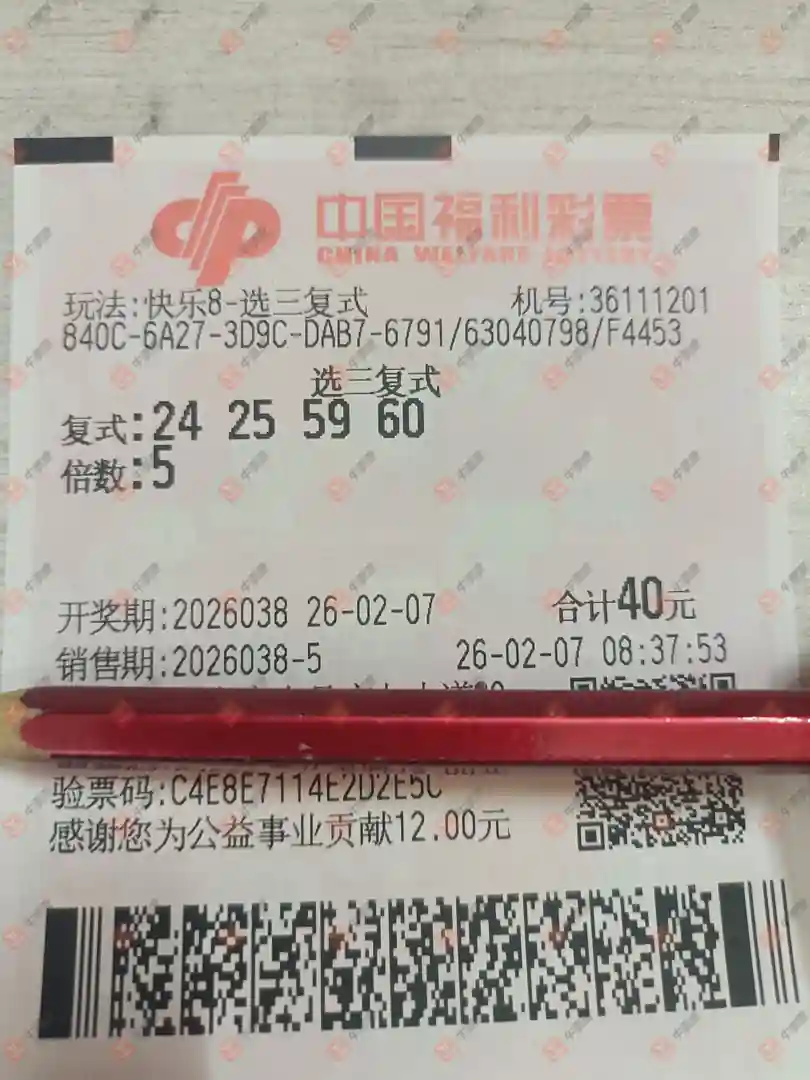 中国福利彩票
CHINA WELFARE LOTTERY
玩法:快乐8-选三复式 机号:36111201
840C-6A27-3D9C-DAB7-6791/63040798/F4453
选三复式
复式:24 25 59 60
倍数:5
开奖期:2026038 26-02-07 合计40元
销售期:2026038-5 26-02-07 08:37:53
验票码:C4E8E7114E2D2E5C
感谢您为公益事业贡献12.00元